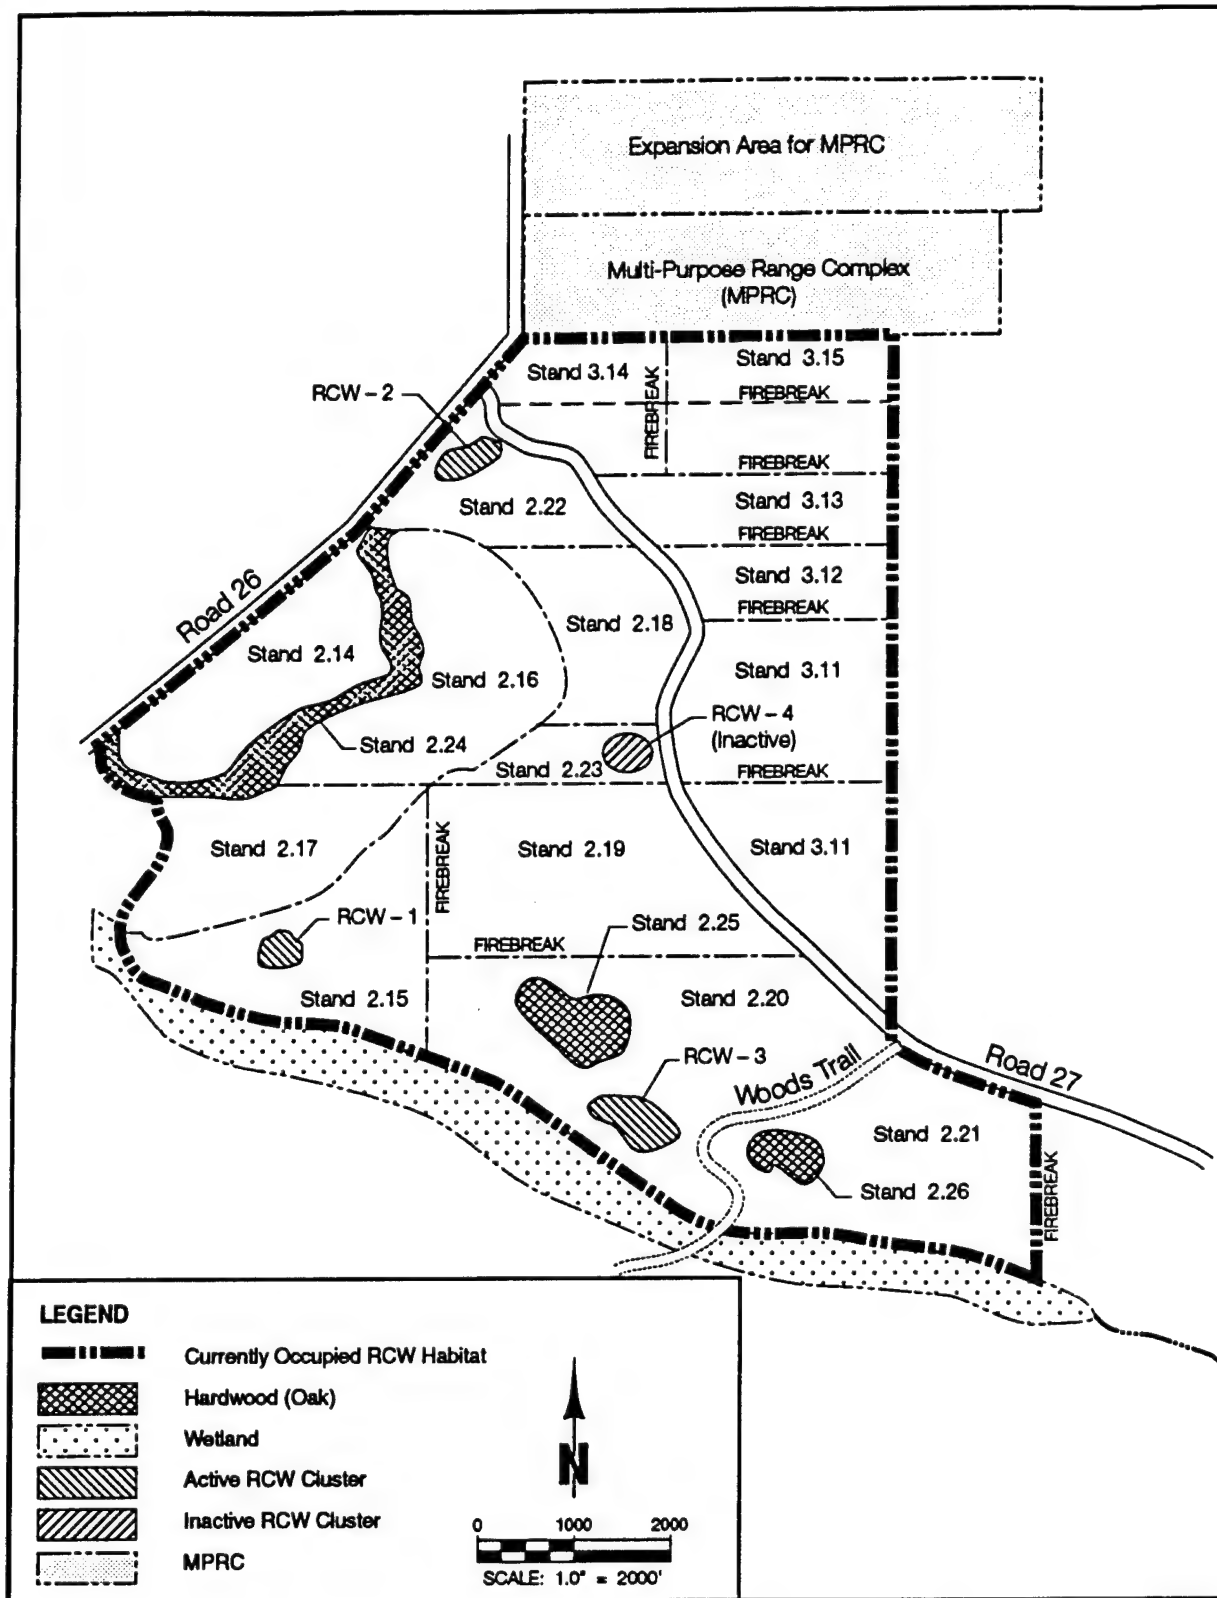 Expansion Area for MPRC
Multi-Purpose Range Complex
(MPRC)
Stand 3.14
Stand 3.15
RCW - 2
FIREBREAK
FIREBREAK
FIREBREAK
Stand 2.22
Stand 3.13
FIREBREAK
Stand 3.12
Road 26
FIREBREAK
Stand 2.18
Stand 2.14
Stand 2.16
Stand 3.11
RCW - 4
(Inactive)
Stand 2.24
Stand 2.23
FIREBREAK
Stand 2.17
Stand 2.19
Stand 3.11
FIREBREAK
RCW - 1
Stand 2.25
FIREBREAK
Stand 2.15
Stand 2.20
RCW - 3
Woods Trail
Road 27
Stand 2.21
Stand 2.26
FIREBREAK
LEGEND
Currently Occupied RCW Habitat
Hardwood (Oak)
Wetland
Active RCW Cluster
Inactive RCW Cluster
MPRC
N
0 1000 2000
SCALE: 1.0" = 2000'